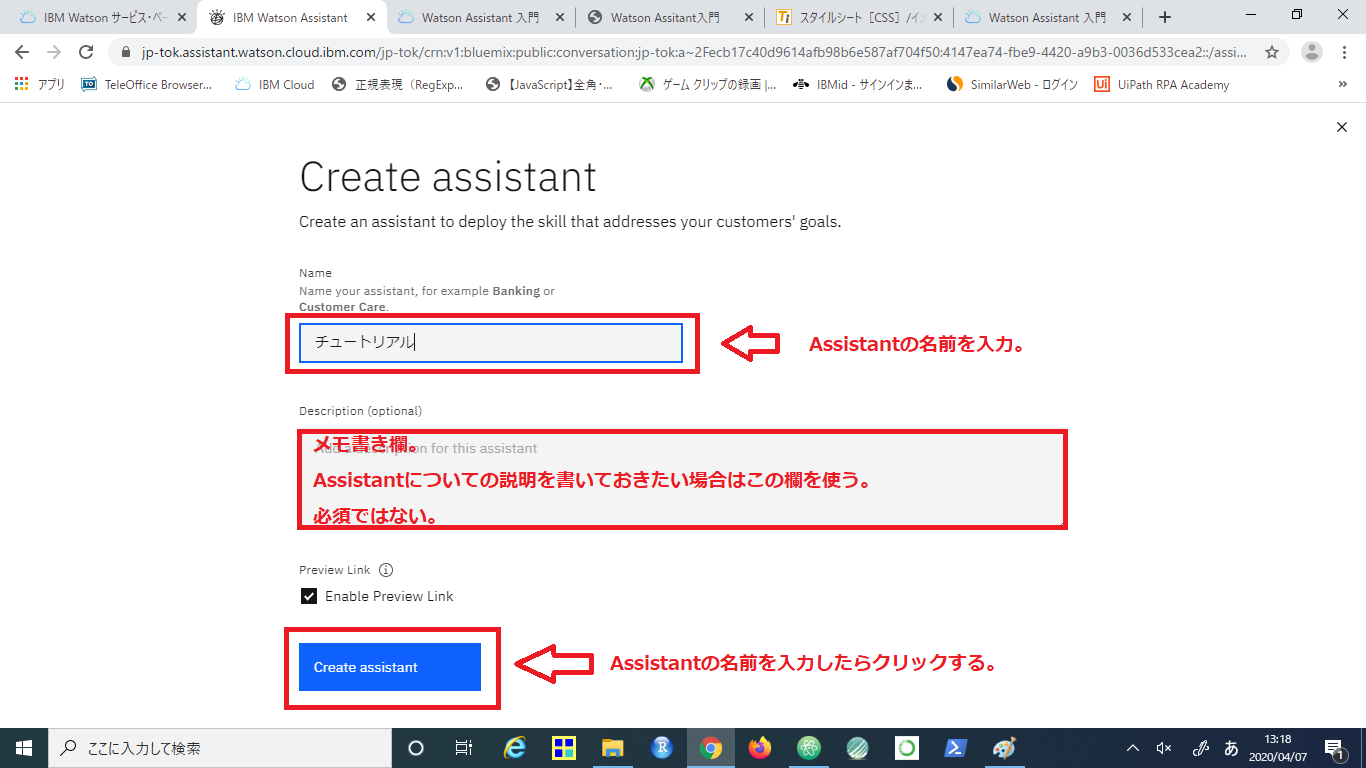 IBM Watson サービス・ペー
IBM Watson Assistant
Watson Assistant 入門
Watson Assitant入門
スタイルシート［CSS］/イン
Watson Assistant 入門
jp-tok.assistant.watson.cloud.ibm.com/jp-tok/crn:v1:bluemix:public:conversation:jp-tok:a~2Fecb17c40d9614afb98b6e587af704f50:4147ea74-fbe9-4420-a9b3-0036d533cea2::/assi...
アプリ
TeleOffice Browser...
IBM Cloud
正規表現（RegExp...
【JavaScript】全角・...
ゲーム クリップの録画 |...
IBMid - サインインま...
SimilarWeb - ログイン
UiPath RPA Academy
Create assistant
Create an assistant to deploy the skill that addresses your customers' goals.
Name
Name your assistant, for example Banking or
Customer Care.
チュートリアル
Assistantの名前を入力。
Description (optional)
メモ書き欄。
Add a description for this assistant
Assistantについての説明を書いておきたい場合はこの欄を使う。
必須ではない。
Preview Link
Enable Preview Link
Create assistant
Assistantの名前を入力したらクリックする。
ここに入力して検索
あ
13:18
2020/04/07
1